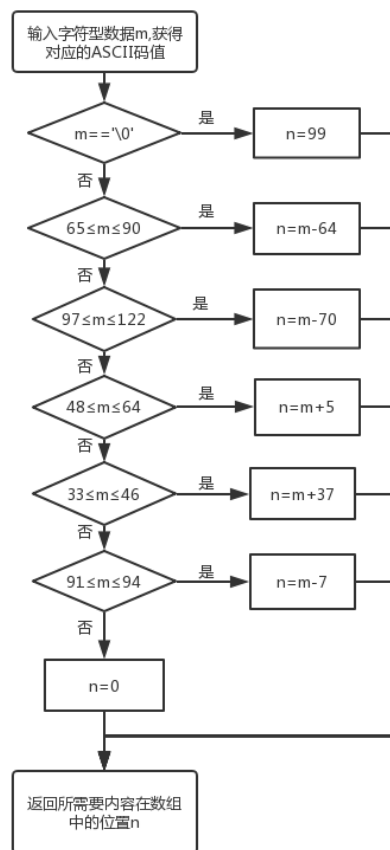 输入字符型数据m,获得
对应的ASCII码值
m=='\0'
是
n=99
否
65≤m≤90
是
n=m-64
否
97≤m≤122
是
n=m-70
否
48≤m≤64
是
n=m+5
否
33≤m≤46
是
n=m+37
否
91≤m≤94
是
n=m-7
否
n=0
返回所需要内容在数组
中的位置n